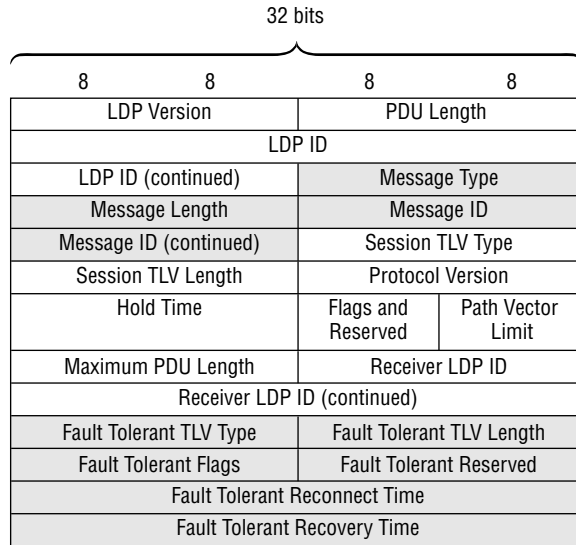 32 bits
8 8 8 8
LDP Version PDU Length
LDP ID
LDP ID (continued) Message Type
Message Length Message ID
Message ID (continued) Session TLV Type
Session TLV Length Protocol Version
Hold Time Flags and Reserved Path Vector Limit
Maximum PDU Length Receiver LDP ID
Receiver LDP ID (continued)
Fault Tolerant TLV Type Fault Tolerant TLV Length
Fault Tolerant Flags Fault Tolerant Reserved
Fault Tolerant Reconnect Time
Fault Tolerant Recovery Time